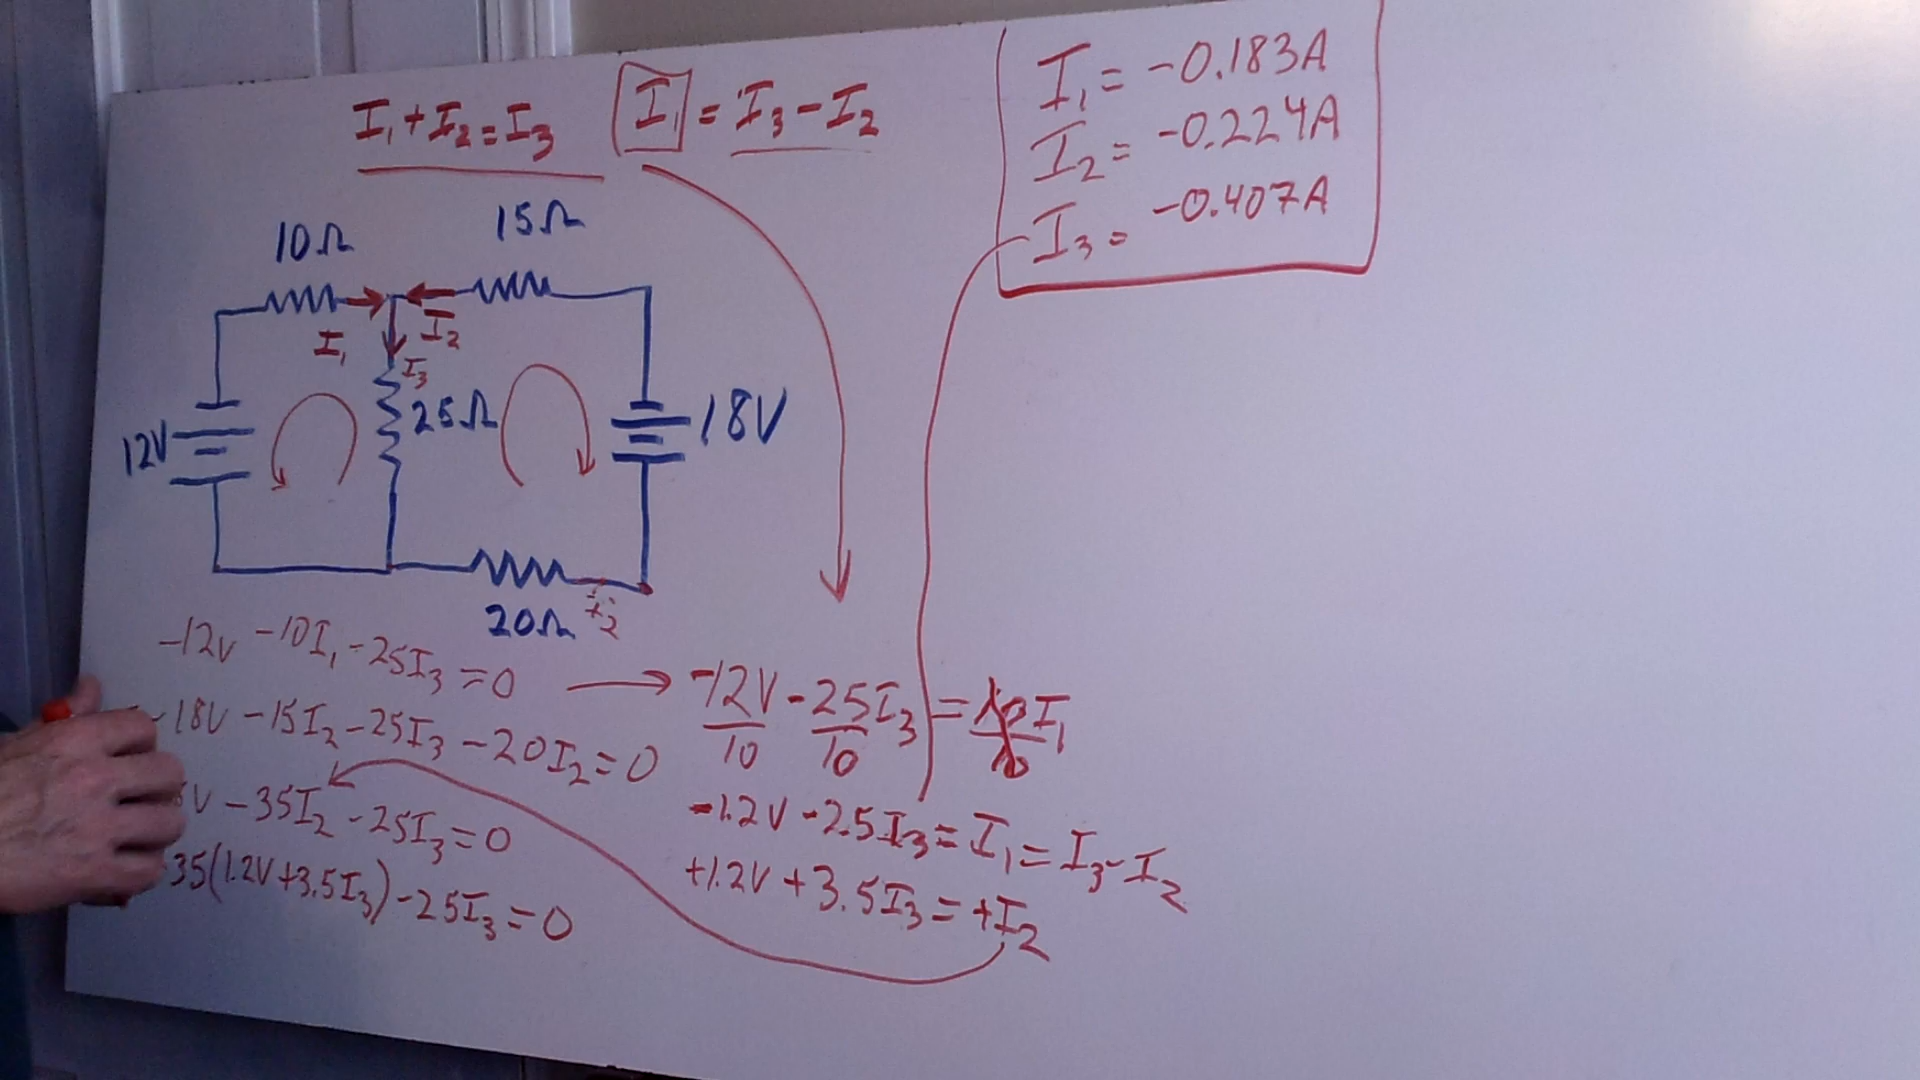 I₁+I₂=I₃ I₁ = I₃-I₂
I₁ = -0.183A
I₂ = -0.224A
I₃ = -0.407A
10Ω 15Ω
I₁ I₂
I₃
12V 25Ω 18V
20Ω I₂
-12V -10I₁ -25I₃ =0
-12V - 25I₃ = 10I₁
10 10 10
-18V -15I₂ -25I₃ -20I₂ =0
V -35I₂ -25I₃ =0
-1.2V -2.5I₃ = I₁ = I₃-I₂
35(1.2V+3.5I₃) -25I₃ =0
+1.2V +3.5I₃ = +I₂